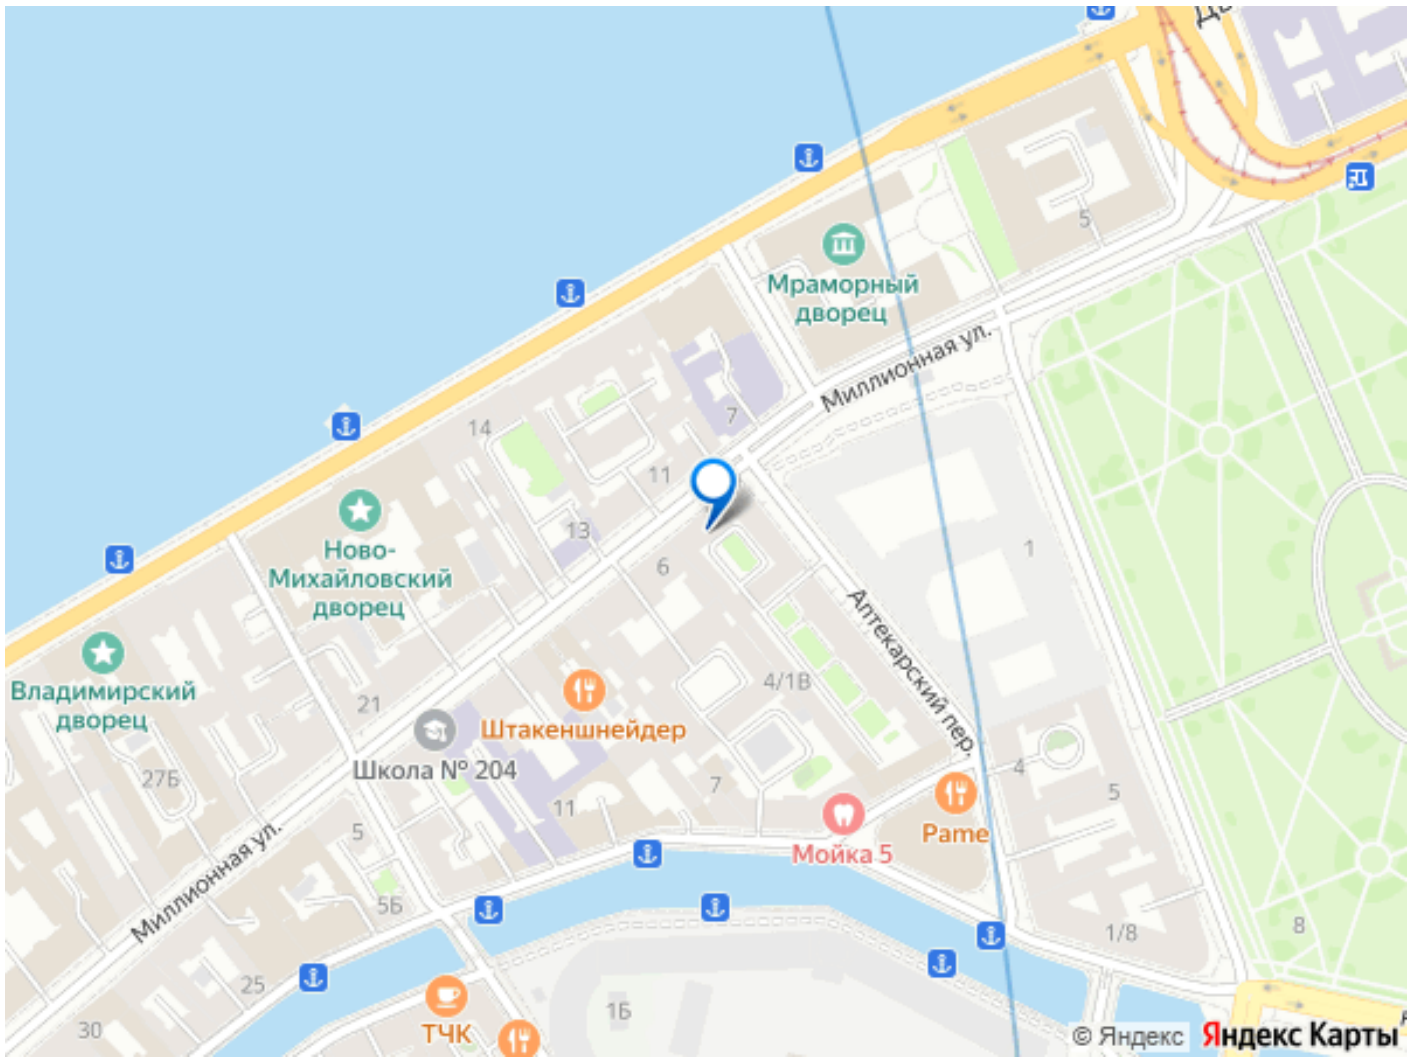 5
Мраморный
дворец
Миллионная ул.
7
14
11
13
Ново-
Михайловский
дворец
6
1
Аптекарский пер.
Владимирский
дворец
21
Штакеншнейдер
4/1В
Школа № 204
27Б
7
4
5
11
5
Pame
Мойка 5
Миллионная ул.
5Б
1/8
8
25
1Б
30
ТЧК
© Яндекс
Яндекс Карты